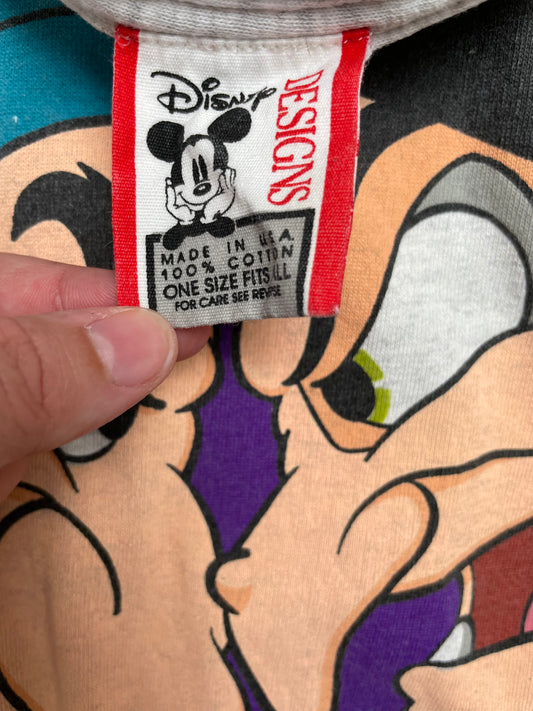 Disney
DESIGNS
MADE IN U.S.A.
100% COTTON
ONE SIZE FITS ALL
FOR CARE SEE REVERSE